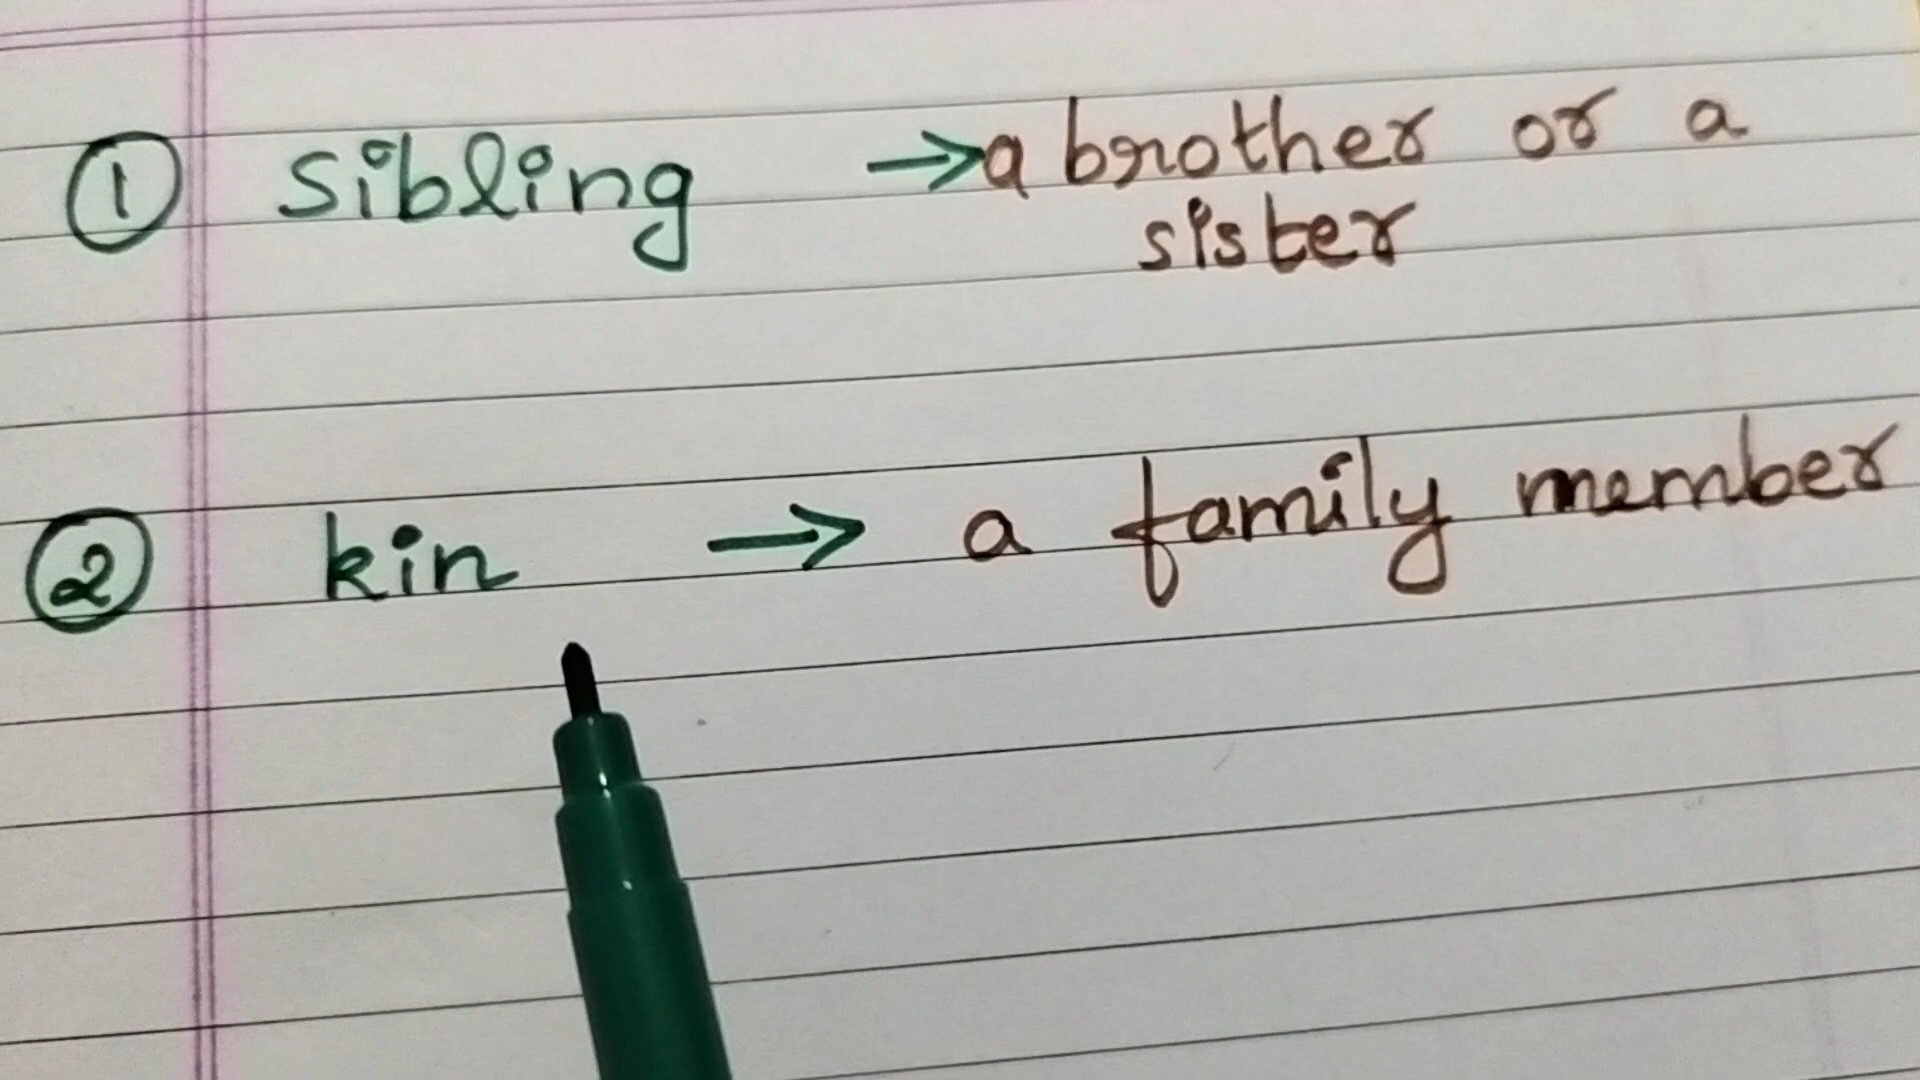 ① sibling → a brother or a
sister
② kin → a family member